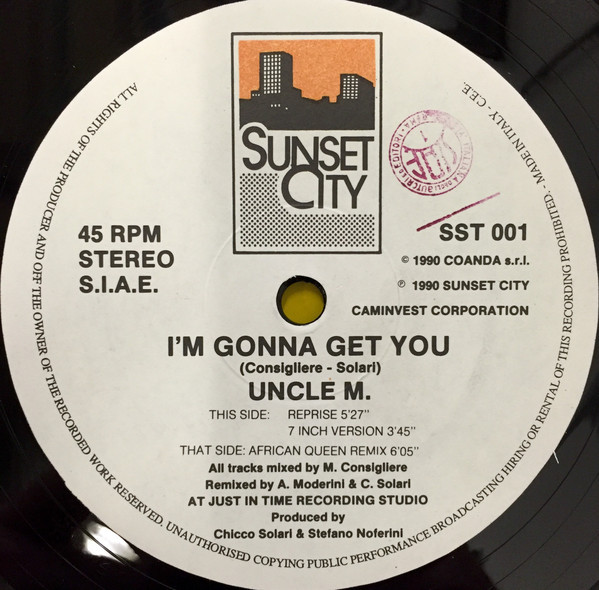 SUNSET
CITY
45 RPM
STEREO
S.I.A.E.
SST 001
© 1990 COANDA s.r.l.
℗ 1990 SUNSET CITY
CAMINVEST CORPORATION
I'M GONNA GET YOU
(Consigliere - Solari)
UNCLE M.
THIS SIDE: REPRISE 5'27"
7 INCH VERSION 3'45"
THAT SIDE: AFRICAN QUEEN REMIX 6'05"
All tracks mixed by M. Consigliere
Remixed by A. Moderini & C. Solari
AT JUST IN TIME RECORDING STUDIO
Produced by
Chicco Solari & Stefano Noferini
ALL RIGHTS OF THE PRODUCER AND OFF THE OWNER OF THE RECORDED WORK RESERVED, UNAUTHORISED COPYING PUBLIC PERFORMANCE BROADCASTING HIRING OR RENTAL OF THIS RECORDING PROHIBITED. - MADE IN ITALY - C.E.E.